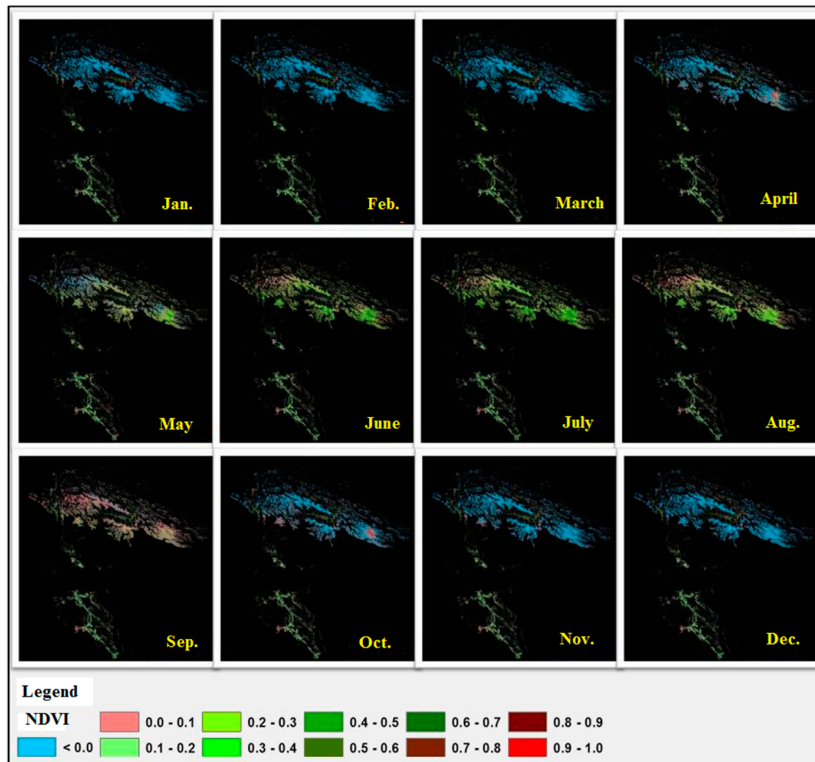 Jan.
Feb.
March
April
May
June
July
Aug.
Sep.
Oct.
Nov.
Dec.
Legend
NDVI
0.0 - 0.1
0.2 - 0.3
0.4 - 0.5
0.6 - 0.7
0.8 - 0.9
< 0.0
0.1 - 0.2
0.3 - 0.4
0.5 - 0.6
0.7 - 0.8
0.9 - 1.0